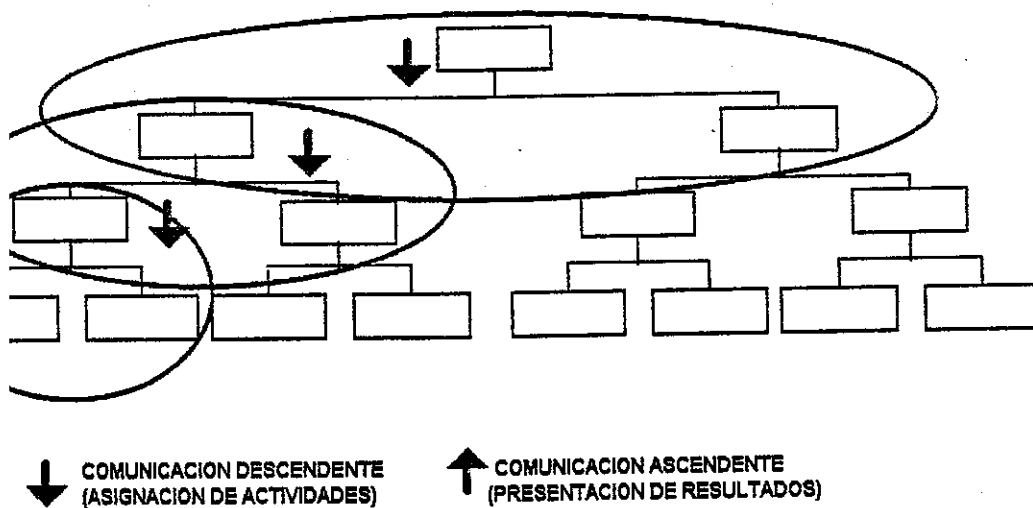 COMUNICACION DESCENDENTE
(ASIGNACION DE ACTIVIDADES)
COMUNICACION ASCENDENTE
(PRESENTACION DE RESULTADOS)